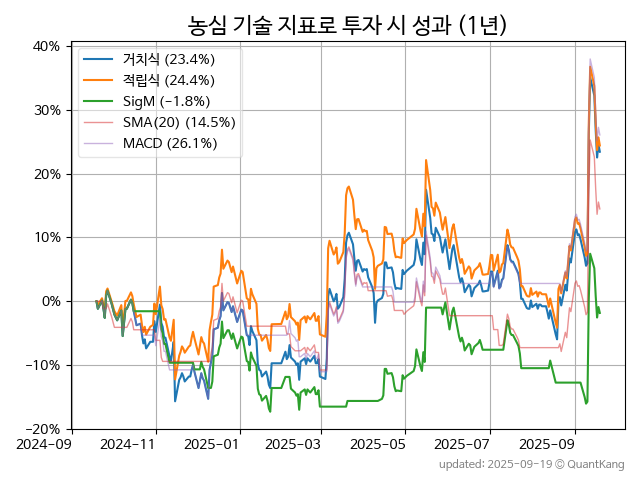 농심 기술 지표로 투자 시 성과 (1년)
40%
30%
20%
10%
0%
−10%
−20%
거치식 (23.4%)
적립식 (24.4%)
SigM (−1.8%)
SMA(20) (14.5%)
MACD (26.1%)
2024-09
2024-11
2025-01
2025-03
2025-05
2025-07
2025-09
updated: 2025-09-19 ⓒ QuantKang